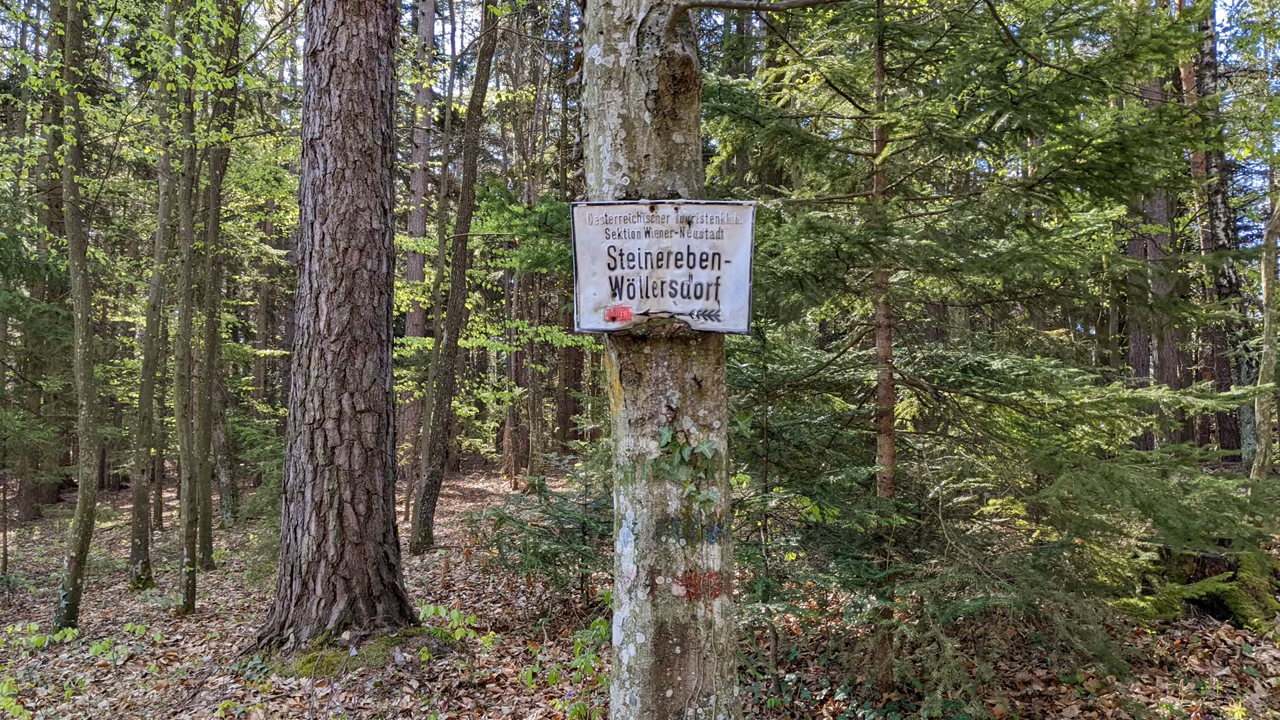 Oesterreichischer Touristenklub
Sektion Wiener-Neustadt
Steinereben-
Wöllersdorf